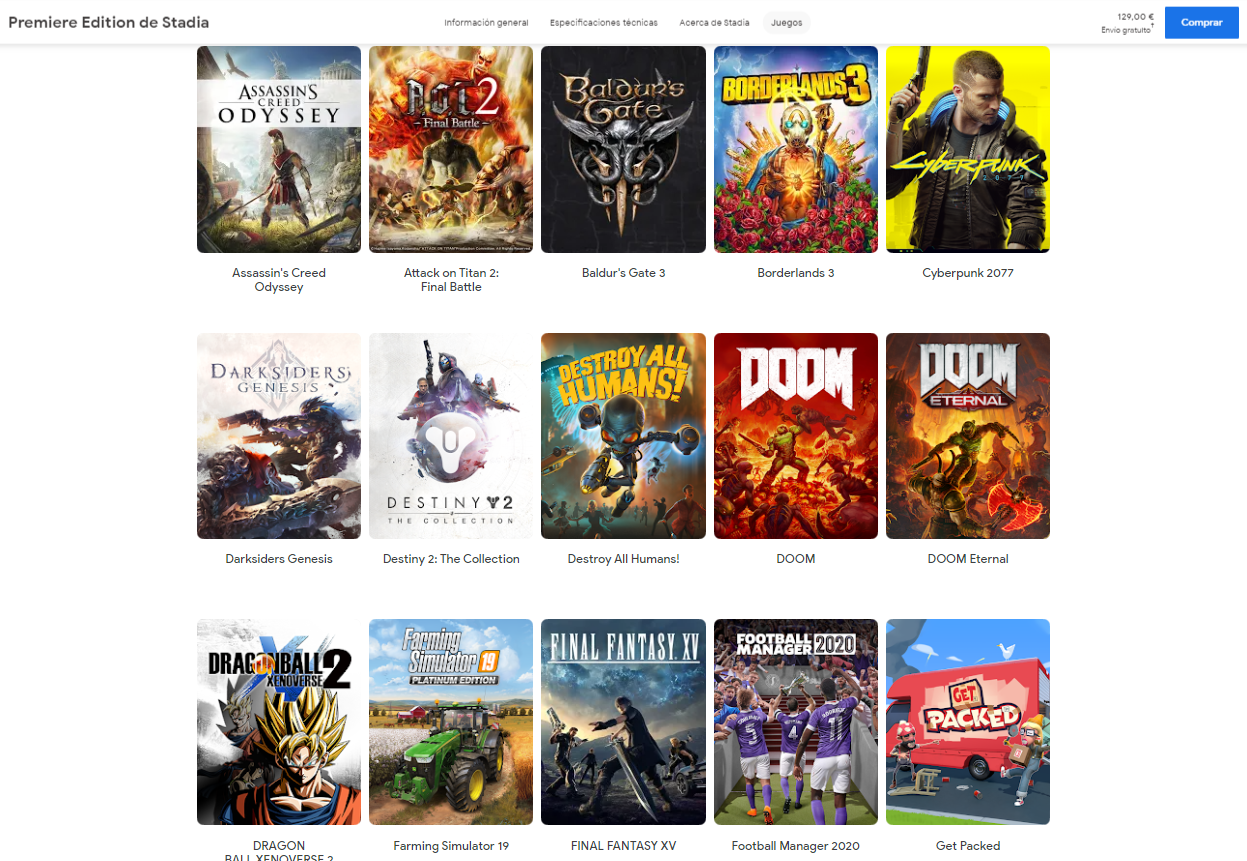 Premiere Edition de Stadia
Información general
Especificaciones técnicas
Acerca de Stadia
Juegos
129,00 €
Envío gratuito†
Comprar
ASSASSIN'S
CREED
ODYSSEY
A.O.T. 2
- Final Battle -
Baldur's
Gate
BORDERLANDS 3
CYBERPUNK
2077
Assassin's Creed
Odyssey
Attack on Titan 2:
Final Battle
Baldur's Gate 3
Borderlands 3
Cyberpunk 2077
DARKSIDERS
GENESIS
DESTINY 2
THE COLLECTION
DESTROY ALL
HUMANS!
DOOM
DOOM
ETERNAL
Darksiders Genesis
Destiny 2: The Collection
Destroy All Humans!
DOOM
DOOM Eternal
DRAGONBALL
XENOVERSE 2
Farming
Simulator 19
PLATINUM EDITION
FINAL FANTASY XV
FOOTBALL
MANAGER 2020
5
4
11
GET
PACKED
DRAGON
BALL XENOVERSE 2
Farming Simulator 19
FINAL FANTASY XV
Football Manager 2020
Get Packed